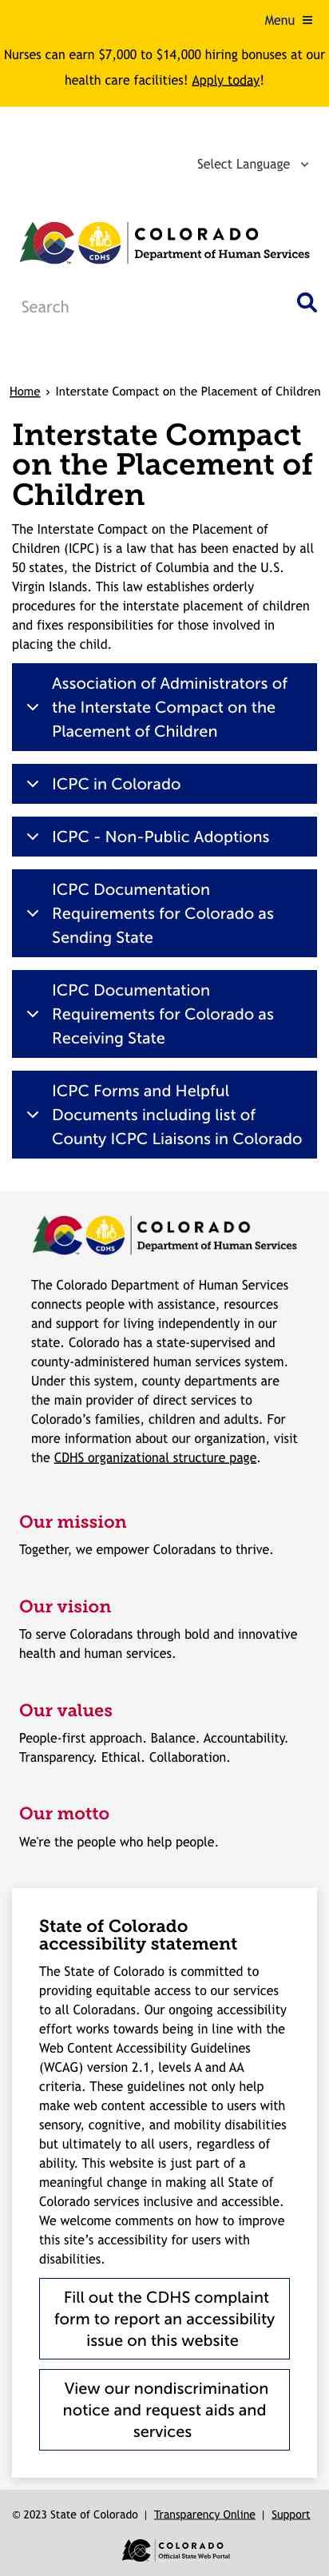 Menu
Nurses can earn $7,000 to $14,000 hiring bonuses at our
health care facilities! Apply today!
Select Language
CDHS
COLORADO
Department of Human Services
Search
Home › Interstate Compact on the Placement of Children
Interstate Compact
on the Placement of
Children
The Interstate Compact on the Placement of
Children (ICPC) is a law that has been enacted by all
50 states, the District of Columbia and the U.S.
Virgin Islands. This law establishes orderly
procedures for the interstate placement of children
and fixes responsibilities for those involved in
placing the child.
Association of Administrators of
the Interstate Compact on the
Placement of Children
ICPC in Colorado
ICPC - Non-Public Adoptions
ICPC Documentation
Requirements for Colorado as
Sending State
ICPC Documentation
Requirements for Colorado as
Receiving State
ICPC Forms and Helpful
Documents including list of
County ICPC Liaisons in Colorado
CDHS
COLORADO
Department of Human Services
The Colorado Department of Human Services
connects people with assistance, resources
and support for living independently in our
state. Colorado has a state-supervised and
county-administered human services system.
Under this system, county departments are
the main provider of direct services to
Colorado’s families, children and adults. For
more information about our organization, visit
the CDHS organizational structure page.
Our mission
Together, we empower Coloradans to thrive.
Our vision
To serve Coloradans through bold and innovative
health and human services.
Our values
People-first approach. Balance. Accountability.
Transparency. Ethical. Collaboration.
Our motto
We're the people who help people.
State of Colorado
accessibility statement
The State of Colorado is committed to
providing equitable access to our services
to all Coloradans. Our ongoing accessibility
effort works towards being in line with the
Web Content Accessibility Guidelines
(WCAG) version 2.1, levels A and AA
criteria. These guidelines not only help
make web content accessible to users with
sensory, cognitive, and mobility disabilities
but ultimately to all users, regardless of
ability. This website is just part of a
meaningful change in making all State of
Colorado services inclusive and accessible.
We welcome comments on how to improve
this site’s accessibility for users with
disabilities.
Fill out the CDHS complaint
form to report an accessibility
issue on this website
View our nondiscrimination
notice and request aids and
services
© 2023 State of Colorado | Transparency Online | Support
COLORADO
Official State Web Portal